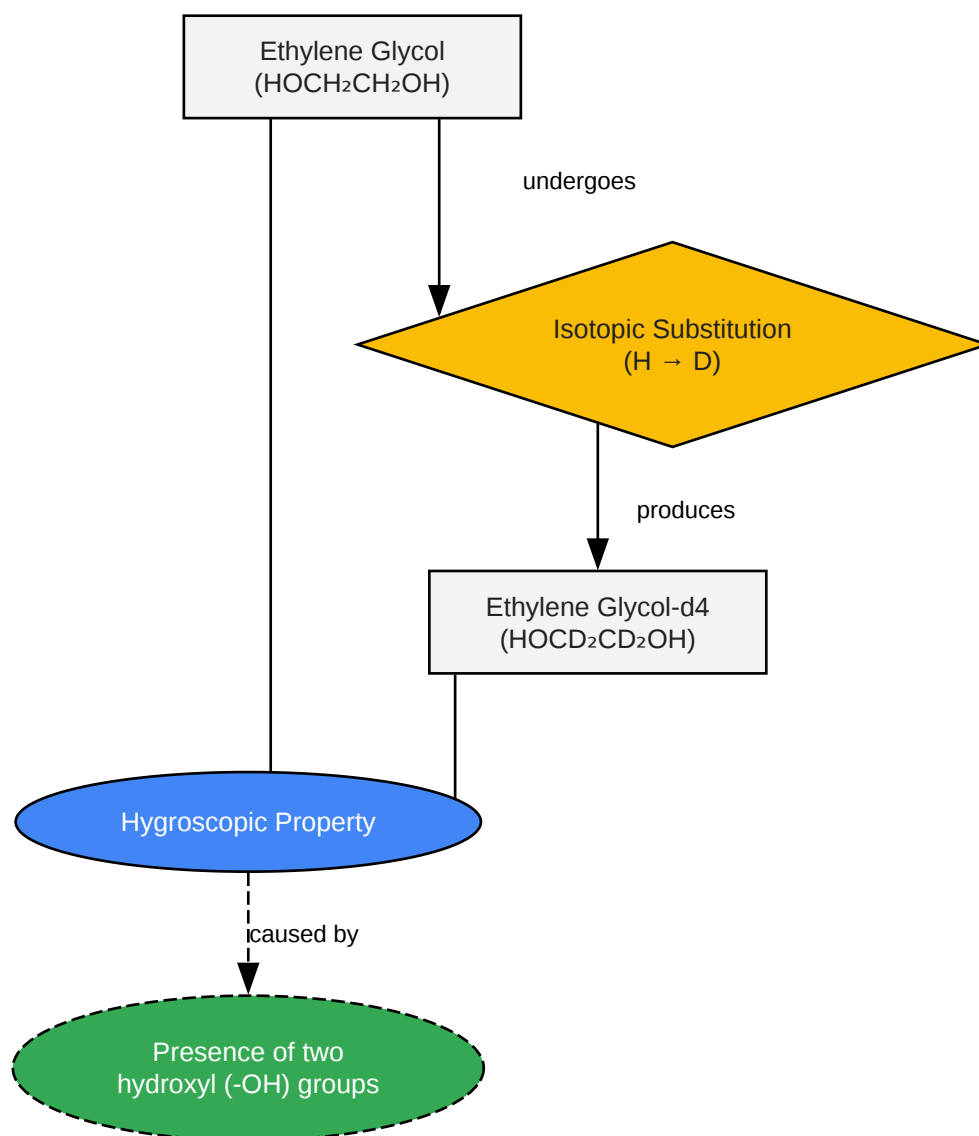 Ethylene Glycol
(HOCH₂CH₂OH)
undergoes
Isotopic Substitution
(H → D)
produces
Ethylene Glycol-d4
(HOCD₂CD₂OH)
Hygroscopic Property
caused by
Presence of two
hydroxyl (-OH) groups